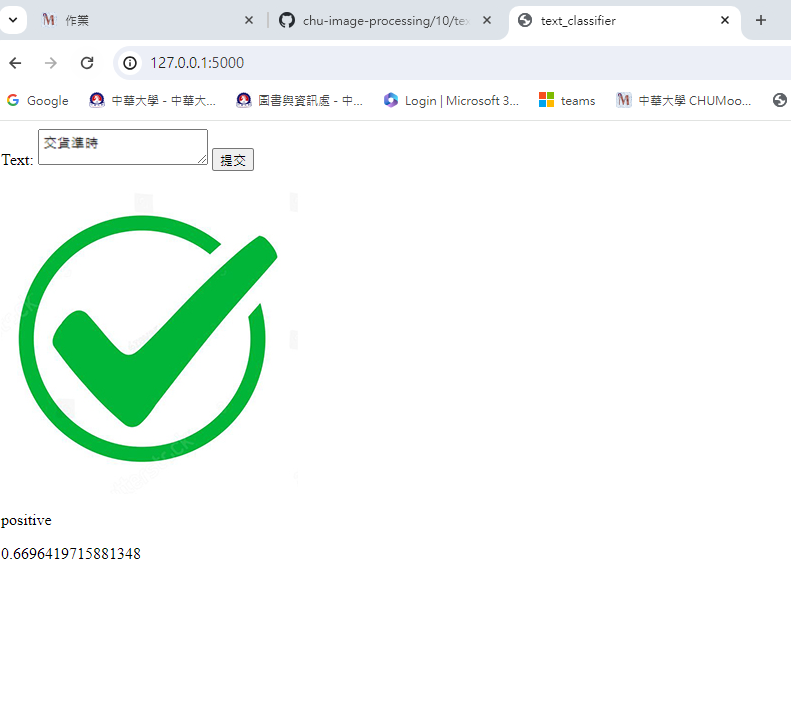 作業
chu-image-processing/10/te
text_classifier
127.0.0.1:5000
Google
中華大學 - 中華大...
圖書與資訊處 - 中...
Login | Microsoft 3...
teams
中華大學 CHUMoo...
Text: 交貨準時 提交
positive
0.6696419715881348